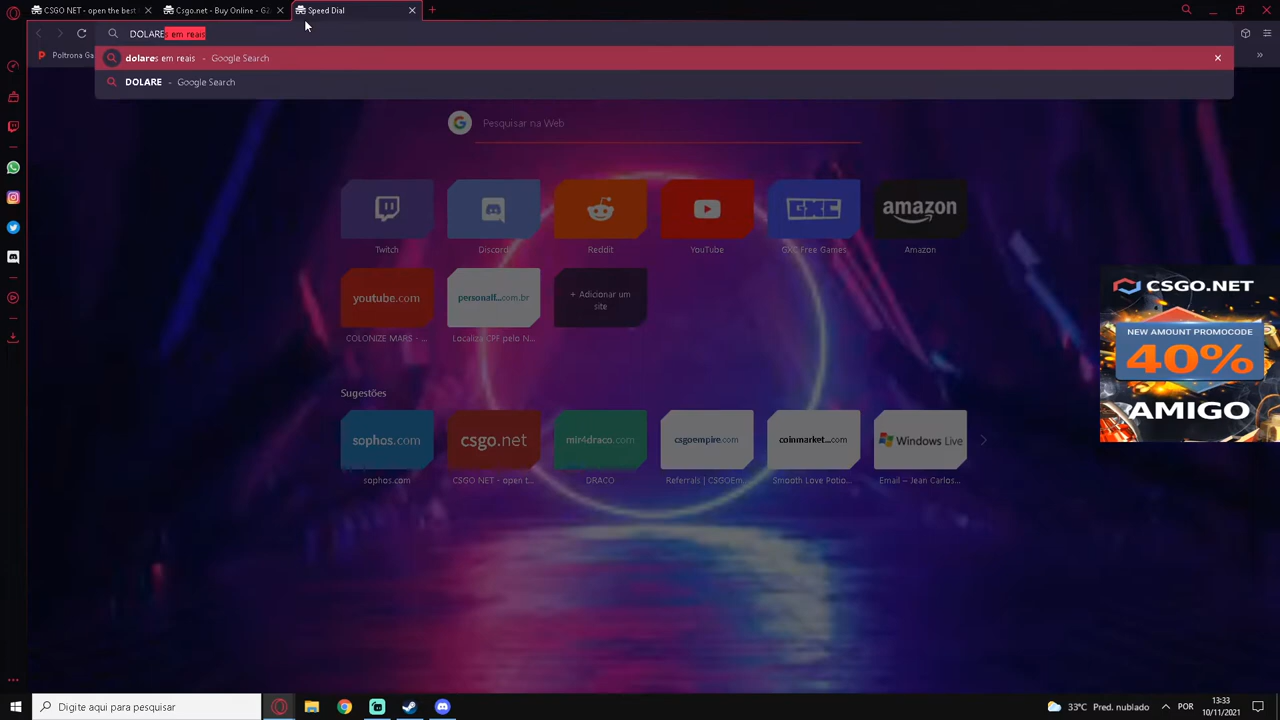 CSGO NET - open the best
Csgo.net - Buy Online - G2
Speed Dial
DOLARes em reais
Poltrona Ga
dolares em reais - Google Search
DOLARE - Google Search
Pesquisar na Web
GXC
amazon
Twitch
Discord
Reddit
YouTube
GXC Free Games
Amazon
youtube.com
personalf...com.br
+ Adicionar um
site
COLONIZE MARS - ...
Localiza CPF pelo N...
CSGO.NET
NEW AMOUNT PROMOCODE
40%
AMIGO
Sugestões
sophos.com
csgo.net
mir4draco.com
csgoempire.com
coinmarket...com
Windows Live
sophos.com
CSGO NET - open t...
DRACO
Referrals | CSGOEm...
Smooth Love Potio...
Email – Jean Carlos...
Digite aqui para pesquisar
33°C Pred. nublado
POR
13:33
10/11/2021